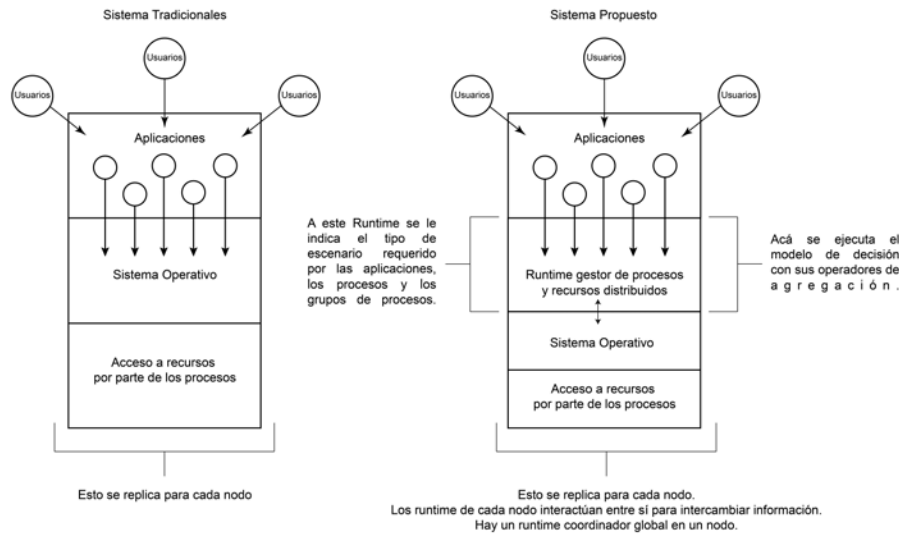 Sistema Tradicionales
Usuarios
Usuarios
Usuarios
Aplicaciones
Sistema Operativo
Acceso a recursos
por parte de los procesos
Esto se replica para cada nodo
Sistema Propuesto
Usuarios
Usuarios
Usuarios
Aplicaciones
A este Runtime se le
indica el tipo de
escenario requerido
por las aplicaciones,
los procesos y los
grupos de procesos.
Runtime gestor de procesos
y recursos distribuidos
Acá se ejecuta el
modelo de decisión
con sus operadores de
agregación.
Sistema Operativo
Acceso a recursos
por parte de los procesos
Esto se replica para cada nodo.
Los runtime de cada nodo interactúan entre sí para intercambiar información.
Hay un runtime coordinador global en un nodo.